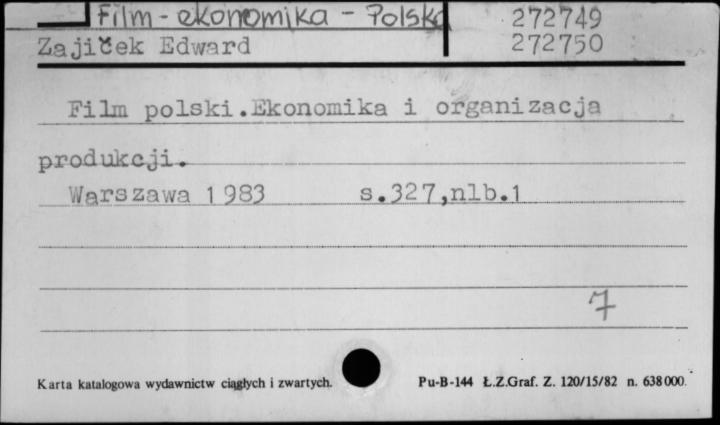 Film - ekonomika - Polska 272749
Zajiček Edward 272750
Film polski.Ekonomika i organizacja
produkcji.
Warszawa 1983 s.327,nlb.1
7
Karta katalogowa wydawnictw ciągłych i zwartych. Pu-B-144 Ł.Z.Graf. Z. 120/15/82 n. 638000.